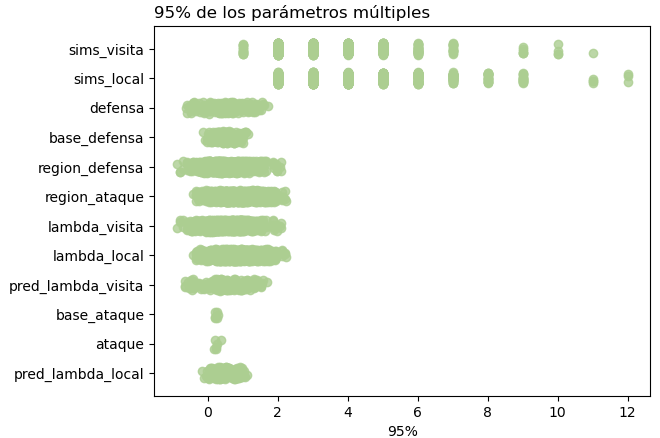 95% de los parámetros múltiples
sims_visita
sims_local
defensa
base_defensa
region_defensa
region_ataque
lambda_visita
lambda_local
pred_lambda_visita
base_ataque
ataque
pred_lambda_local
0 2 4 6 8 10 12
95%